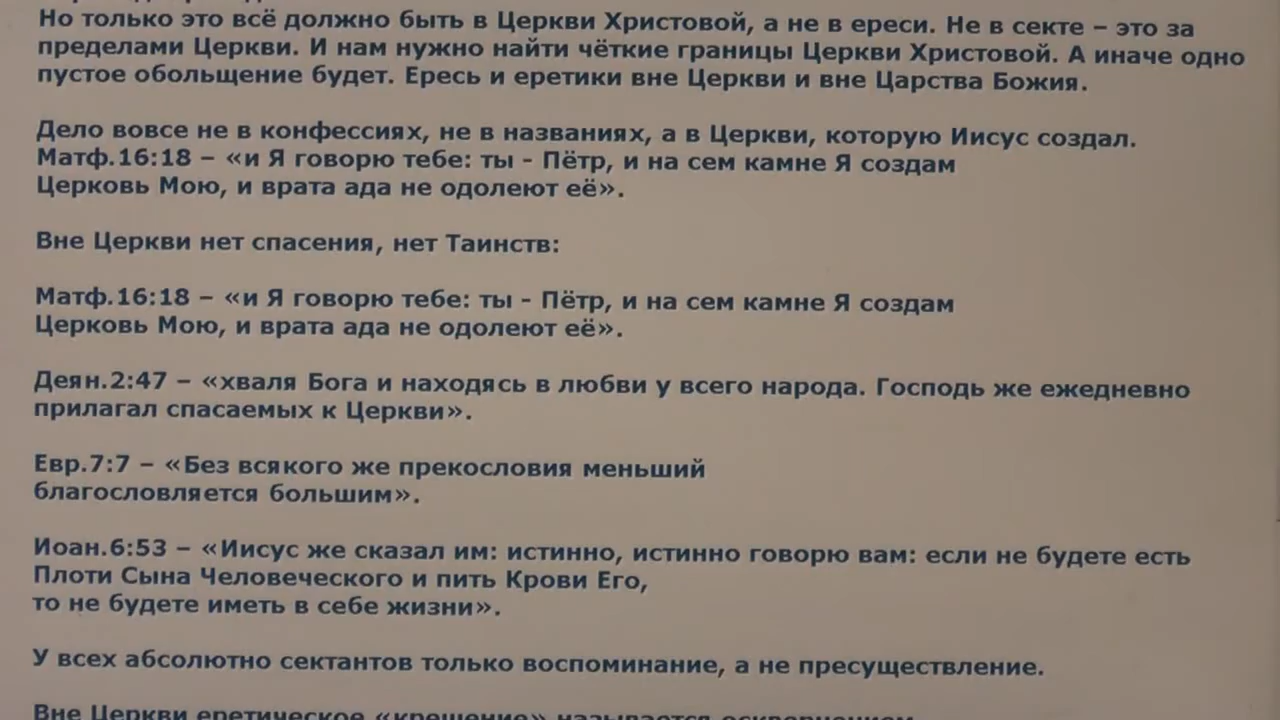 Но только это всё должно быть в Церкви Христовой, а не в ереси. Не в секте – это за
пределами Церкви. И нам нужно найти чёткие границы Церкви Христовой. А иначе одно
пустое обольщение будет. Ересь и еретики вне Церкви и вне Царства Божия.
Дело вовсе не в конфессиях, не в названиях, а в Церкви, которую Иисус создал.
Матф.16:18 – «и Я говорю тебе: ты - Пётр, и на сем камне Я создам
Церковь Мою, и врата ада не одолеют её».
Вне Церкви нет спасения, нет Таинств:
Матф.16:18 – «и Я говорю тебе: ты - Пётр, и на сем камне Я создам
Церковь Мою, и врата ада не одолеют её».
Деян.2:47 – «хваля Бога и находясь в любви у всего народа. Господь же ежедневно
прилагал спасаемых к Церкви».
Евр.7:7 – «Без всякого же прекословия меньший
благословляется большим».
Иоан.6:53 – «Иисус же сказал им: истинно, истинно говорю вам: если не будете есть
Плоти Сына Человеческого и пить Крови Его,
то не будете иметь в себе жизни».
У всех абсолютно сектантов только воспоминание, а не пресуществление.
Вне Церкви еретическое «крещение» называется осквернением